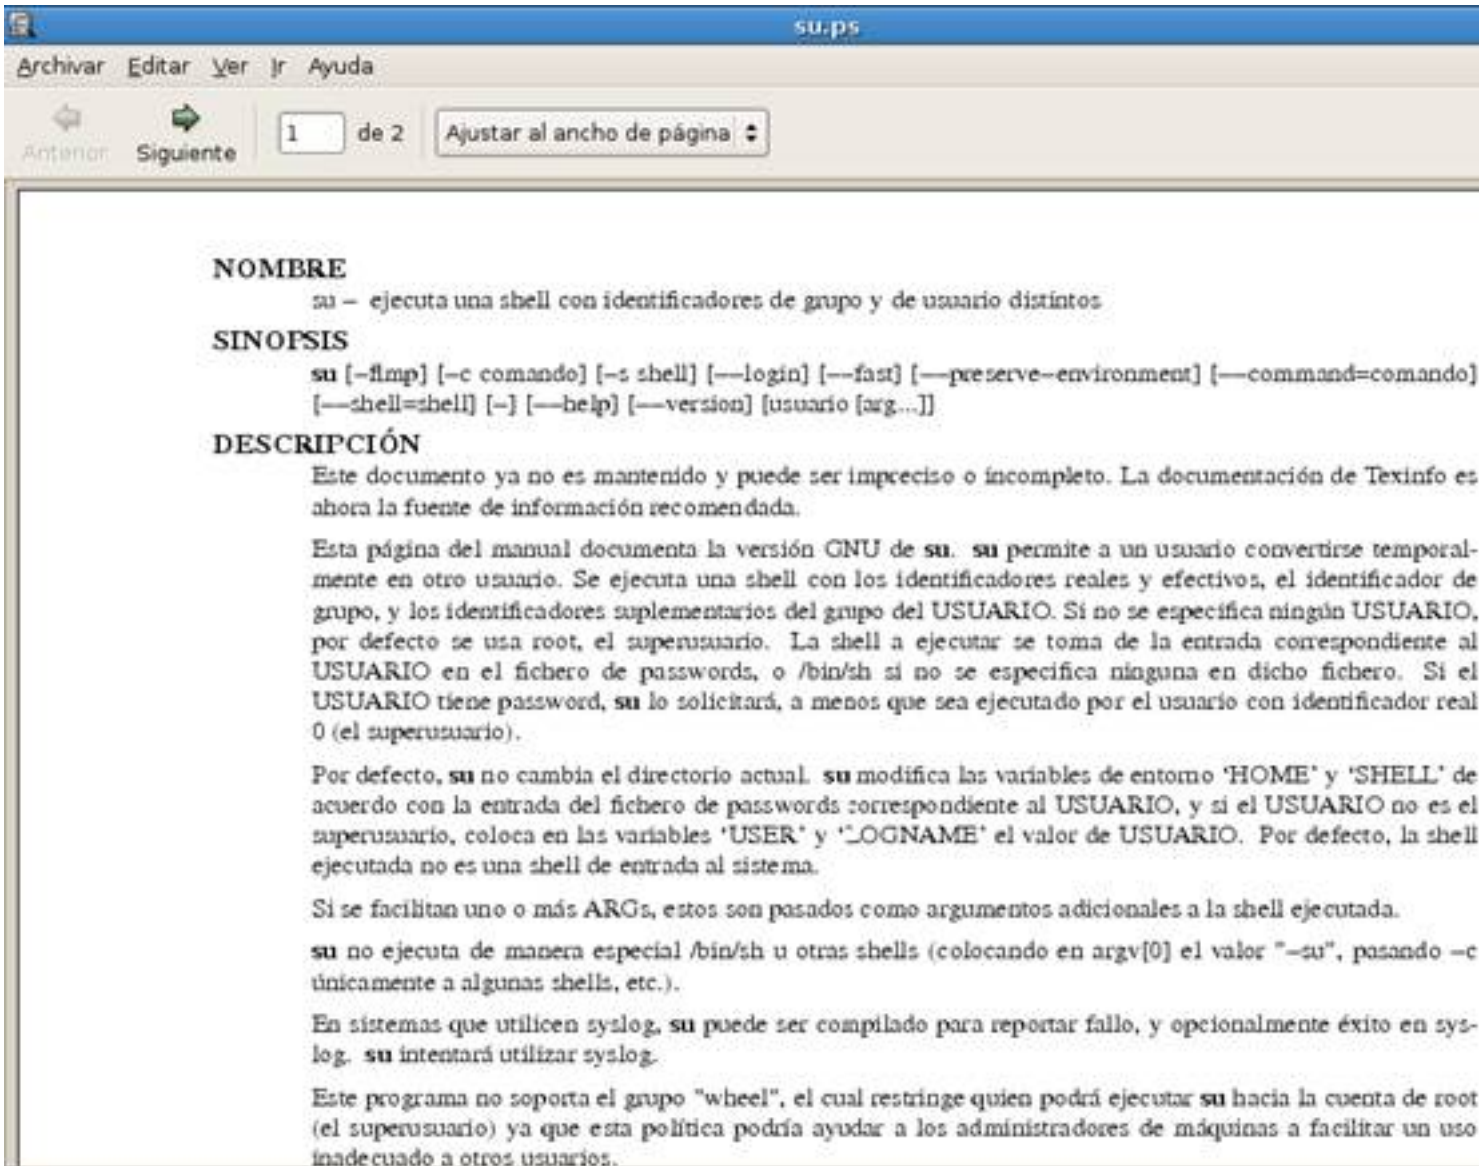 su.ps
Archivar Editar Ver Ir Ayuda
Anterior Siguiente 1 de 2 Ajustar al ancho de página
NOMBRE
su – ejecuta una shell con identificadores de grupo y de usuario distintos
SINOPSIS
su [–flmp] [–c comando] [–s shell] [––login] [––fast] [––preserve–environment] [––command=comando]
[––shell=shell] [–] [––help] [––version] [usuario [arg...]]
DESCRIPCIÓN
Este documento ya no es mantenido y puede ser impreciso o incompleto. La documentación de Texinfo es
ahora la fuente de información recomendada.
Esta página del manual documenta la versión GNU de su. su permite a un usuario convertirse temporal-
mente en otro usuario. Se ejecuta una shell con los identificadores reales y efectivos, el identificador de
grupo, y los identificadores suplementarios del grupo del USUARIO. Si no se especifica ningún USUARIO,
por defecto se usa root, el superusuario. La shell a ejecutar se toma de la entrada correspondiente al
USUARIO en el fichero de passwords, o /bin/sh si no se especifica ninguna en dicho fichero. Si el
USUARIO tiene password, su lo solicitará, a menos que sea ejecutado por el usuario con identificador real
0 (el superusuario).
Por defecto, su no cambia el directorio actual. su modifica las variables de entorno ‘HOME’ y ‘SHELL’ de
acuerdo con la entrada del fichero de passwords correspondiente al USUARIO, y si el USUARIO no es el
superusuario, coloca en las variables ‘USER’ y ‘LOGNAME’ el valor de USUARIO. Por defecto, la shell
ejecutada no es una shell de entrada al sistema.
Si se facilitan uno o más ARGs, estos son pasados como argumentos adicionales a la shell ejecutada.
su no ejecuta de manera especial /bin/sh u otras shells (colocando en argv[0] el valor "–su", pasando –c
únicamente a algunas shells, etc.).
En sistemas que utilicen syslog, su puede ser compilado para reportar fallo, y opcionalmente éxito en sys-
log. su intentará utilizar syslog.
Este programa no soporta el grupo "wheel", el cual restringe quien podrá ejecutar su hacia la cuenta de root
(el superusuario) ya que esta política podría ayudar a los administradores de máquinas a facilitar un uso
inadecuado a otros usuarios.